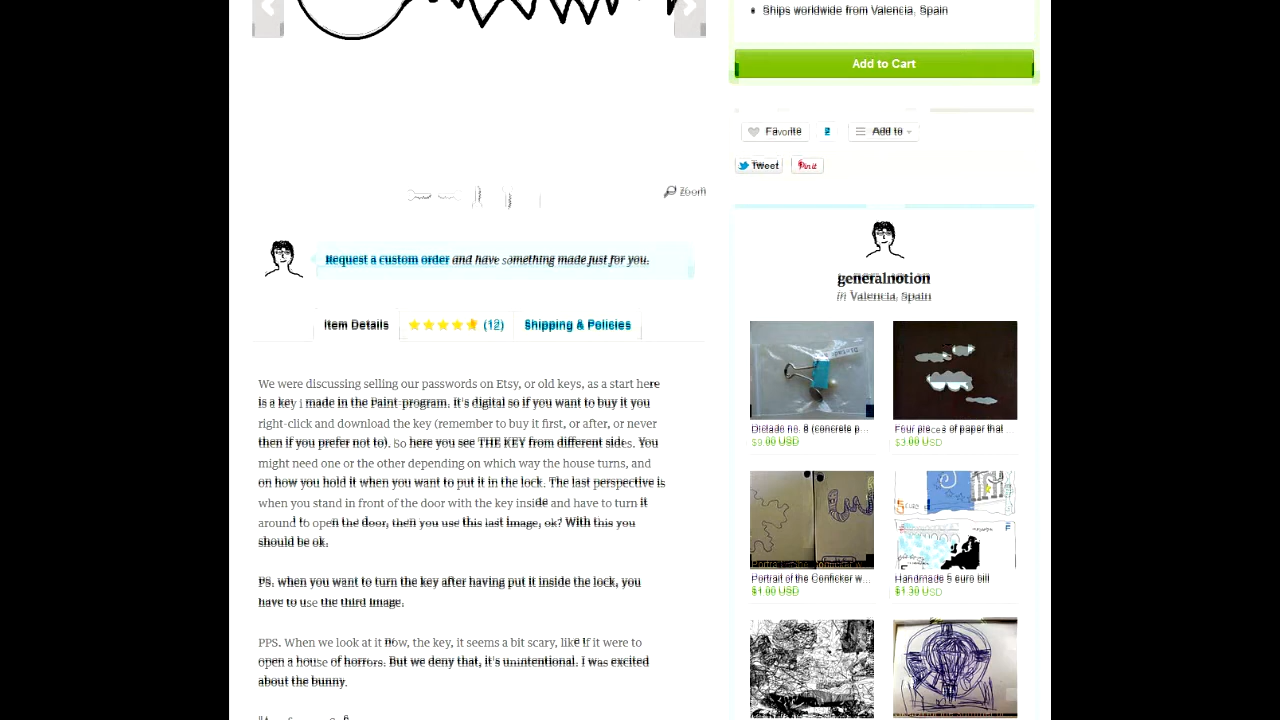 Ships worldwide from Valencia, Spain
Add to Cart
Favorite
2
Add to
Tweet
Pin it
Zoom
Request a custom order and have something made just for you.
generalnotion
in Valencia, Spain
Item Details
(12)
Shipping & Policies
We were discussing selling our passwords on Etsy, or old keys, as a start here
is a key i made in the Paint-program. it's digital so if you want to buy it you
right-click and download the key (remember to buy it first, or after, or never
then if you prefer not to). So here you see THE KEY from different sides. You
might need one or the other depending on which way the house turns, and
on how you hold it when you want to put it in the lock. The last perspective is
when you stand in front of the door with the key inside and have to turn it
around to open the door, then you use this last image, ok? With this you
should be ok.
PS. when you want to turn the key after having put it inside the lock, you
have to use the third image.
PPS. When we look at it now, the key, it seems a bit scary, like if it were to
open a house of horrors. But we deny that, it's unintentional. I was excited
about the bunny.
Dictado no. 8 (concrete p...
$9.00 USD
Four pieces of paper that ...
$3.00 USD
Portrait of the Conficker w...
$1.00 USD
Handmade 5 euro bill
$1.30 USD